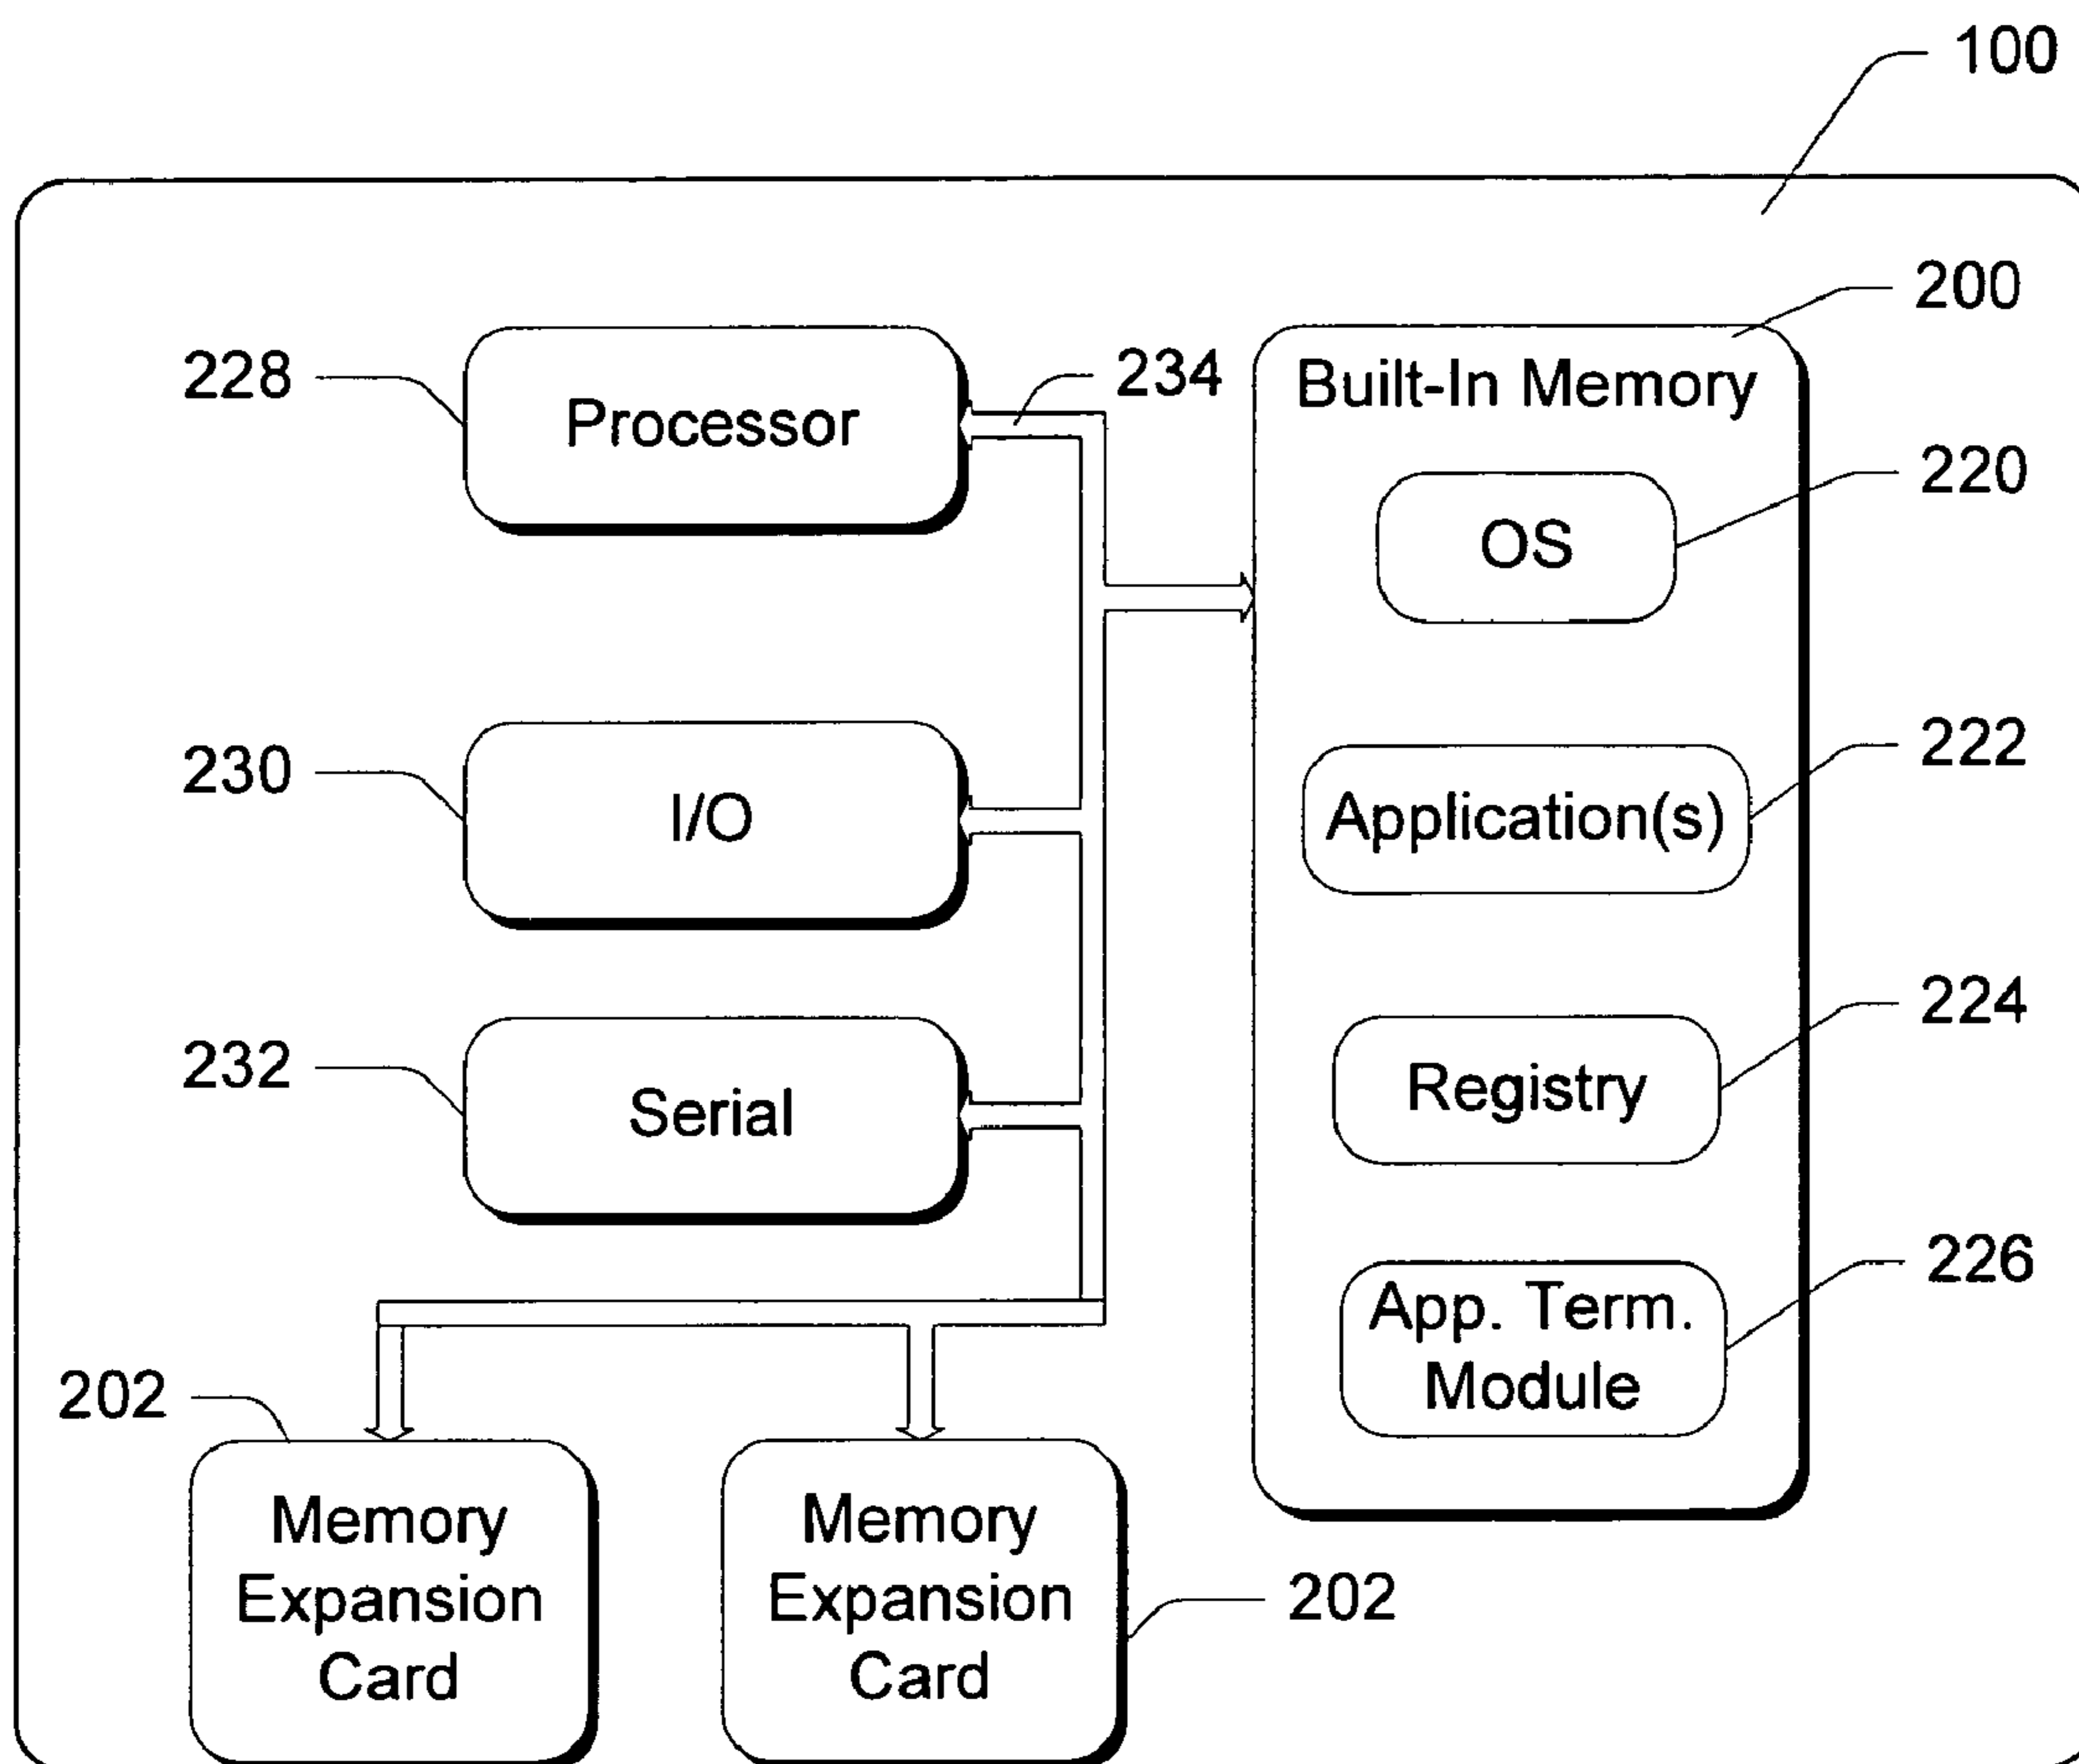 100
200
Built-In Memory
228
Processor
234
220
OS
222
230
I/O
Application(s)
224
232
Serial
Registry
226
App. Term.
Module
202
Memory
Expansion
Card
Memory
Expansion
Card
202